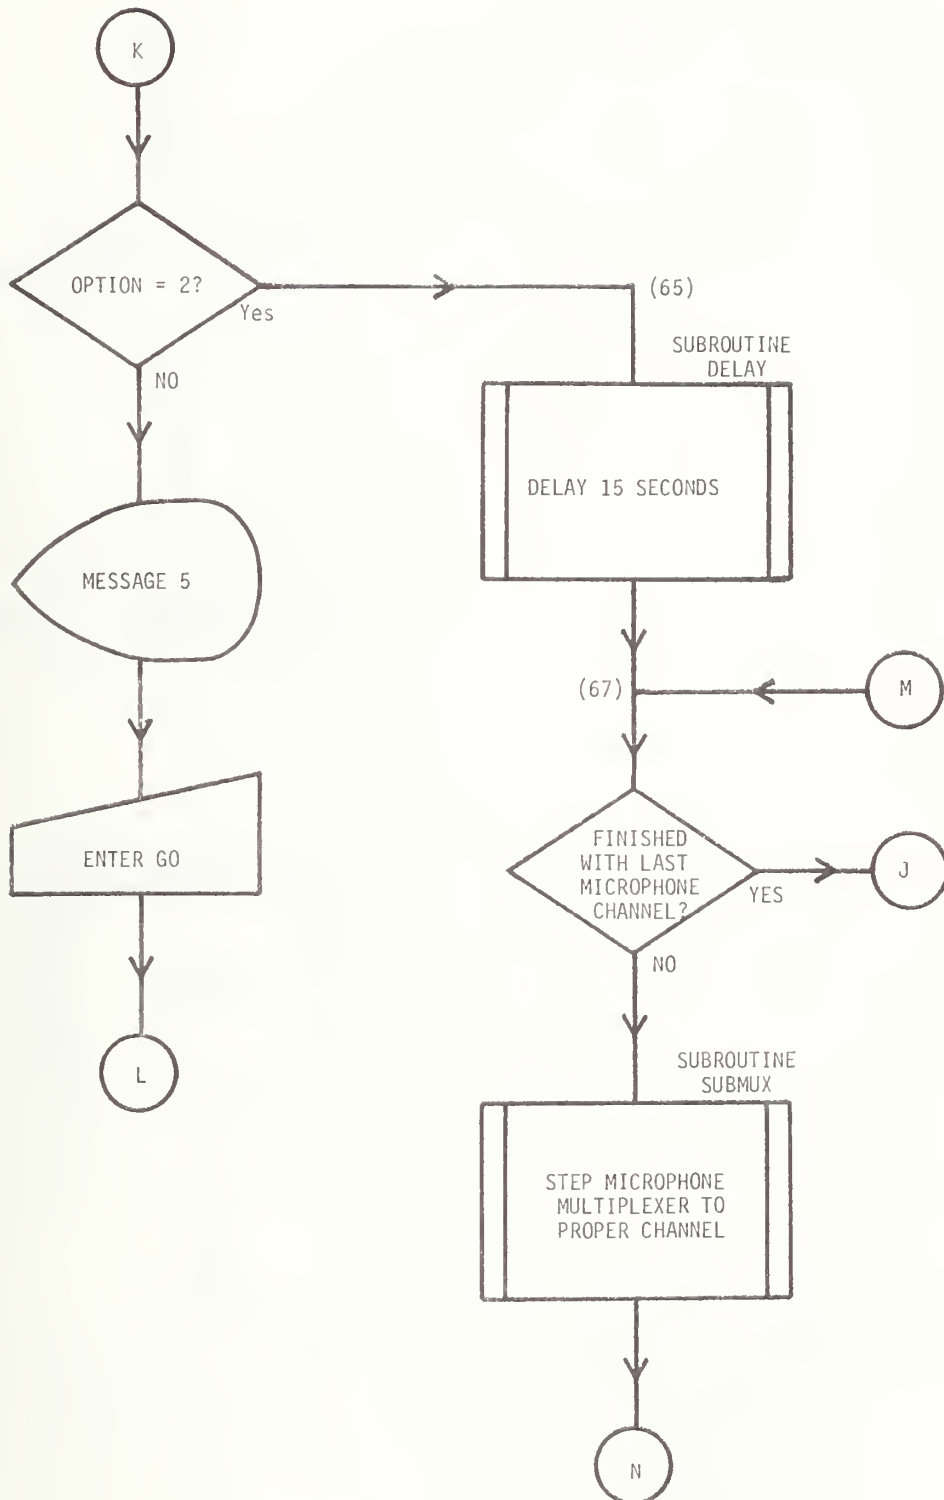 K
OPTION = 2?
Yes
NO
MESSAGE 5
ENTER GO
L
(65)
SUBROUTINE
DELAY
DELAY 15 SECONDS
(67)
M
FINISHED
WITH LAST
MICROPHONE
CHANNEL?
YES
J
NO
SUBROUTINE
SUBMUX
STEP MICROPHONE
MULTIPLEXER TO
PROPER CHANNEL
N